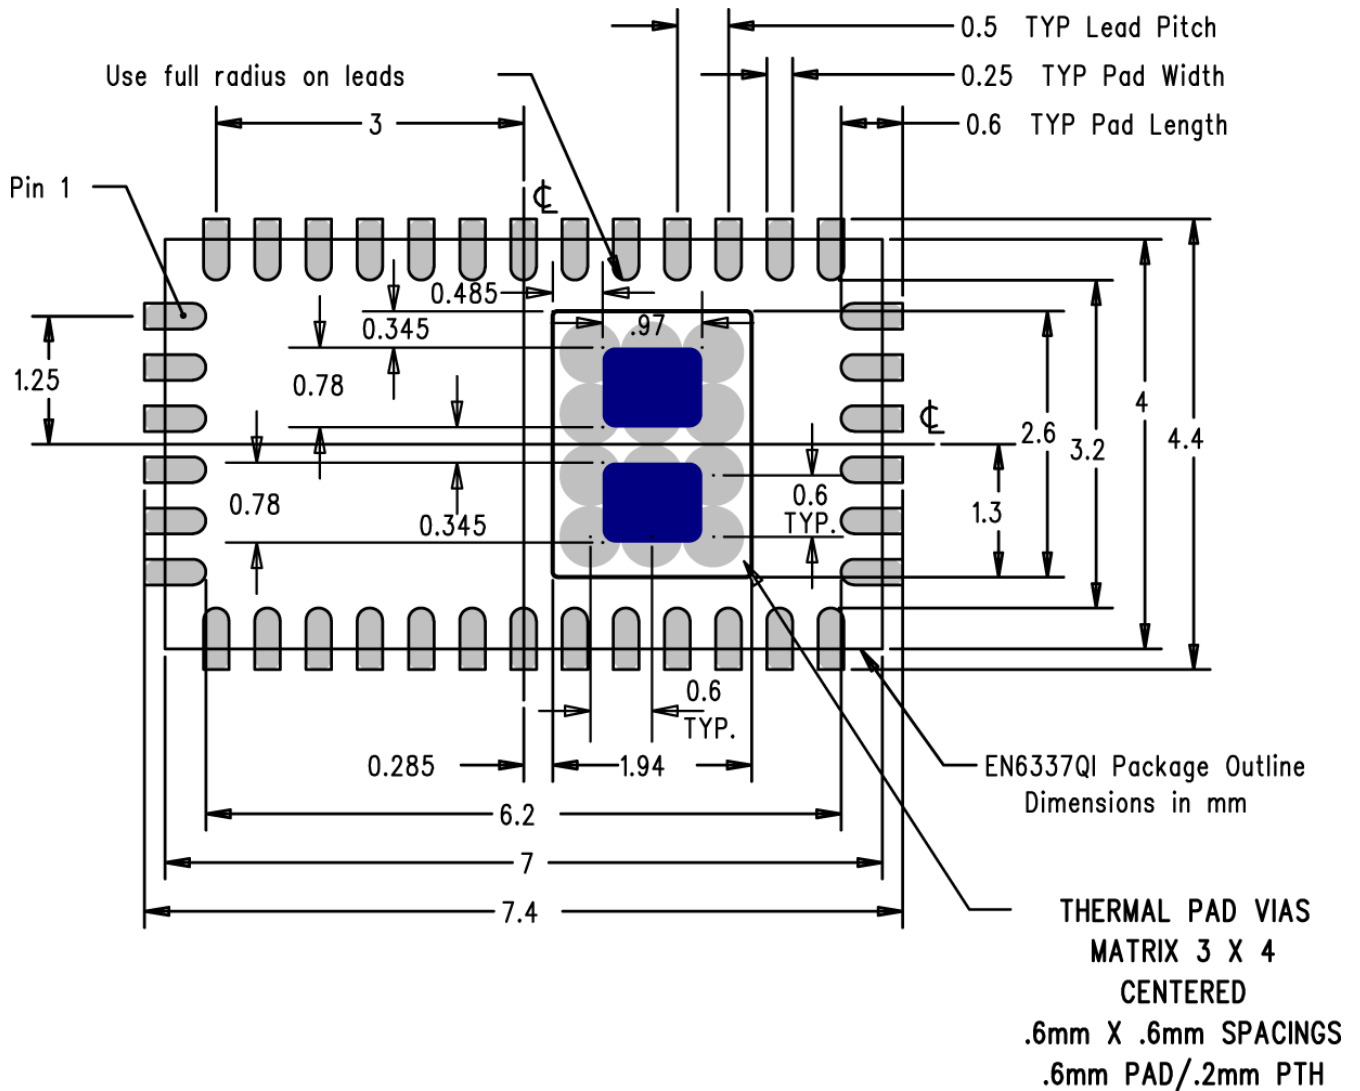 0.5 TYP Lead Pitch
Use full radius on leads
0.25 TYP Pad Width
3
0.6 TYP Pad Length
Pin 1
℄
0.485
0.345
.97
1.25
0.78
4
℄
2.6
3.2
4.4
0.78
0.6
TYP.
1.3
0.345
0.6
TYP.
0.285
1.94
EN6337QI Package Outline
Dimensions in mm
6.2
7
7.4
THERMAL PAD VIAS
MATRIX 3 X 4
CENTERED
.6mm X .6mm SPACINGS
.6mm PAD/.2mm PTH